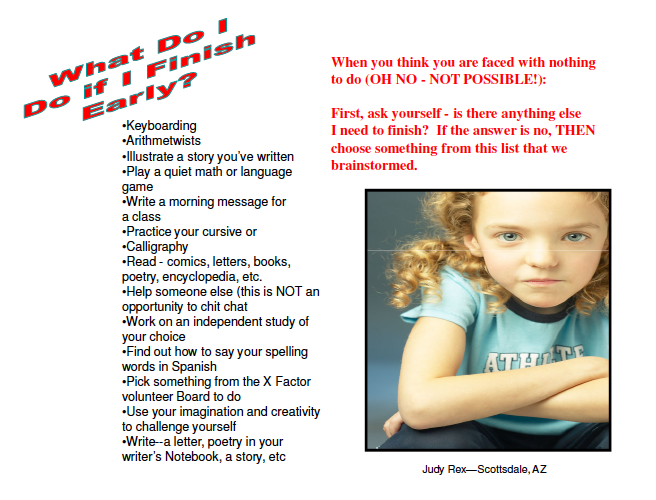 What Do I
Do if I Finish
Early?
•Keyboarding
•Arithmetwists
•Illustrate a story you've written
•Play a quiet math or language
game
•Write a morning message for
a class
•Practice your cursive or
•Calligraphy
•Read - comics, letters, books,
poetry, encyclopedia, etc.
•Help someone else (this is NOT an
opportunity to chit chat
•Work on an independent study of
your choice
•Find out how to say your spelling
words in Spanish
•Pick something from the X Factor
volunteer Board to do
•Use your imagination and creativity
to challenge yourself
•Write--a letter, poetry in your
writer's Notebook, a story, etc
When you think you are faced with nothing
to do (OH NO - NOT POSSIBLE!):
First, ask yourself - is there anything else
I need to finish?  If the answer is no, THEN
choose something from this list that we
brainstormed.
ATHLETE
Judy Rex—Scottsdale, AZ